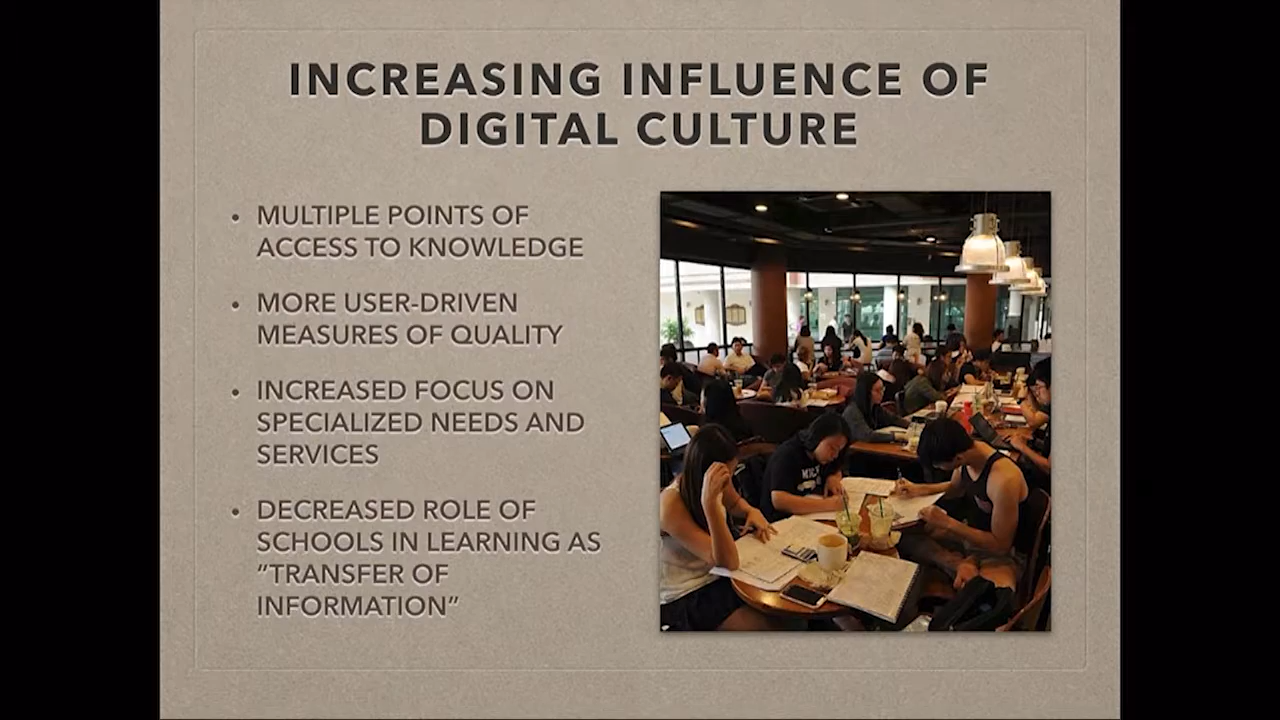 INCREASING INFLUENCE OF
DIGITAL CULTURE
• MULTIPLE POINTS OF
ACCESS TO KNOWLEDGE
• MORE USER-DRIVEN
MEASURES OF QUALITY
• INCREASED FOCUS ON
SPECIALIZED NEEDS AND
SERVICES
• DECREASED ROLE OF
SCHOOLS IN LEARNING AS
“TRANSFER OF
INFORMATION”